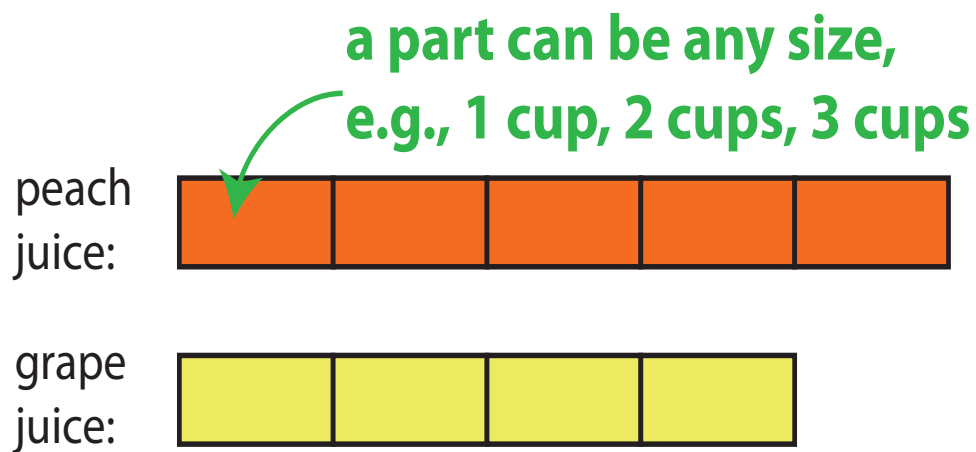 a part can be any size,
e.g., 1 cup, 2 cups, 3 cups
peach
juice:
grape
juice: